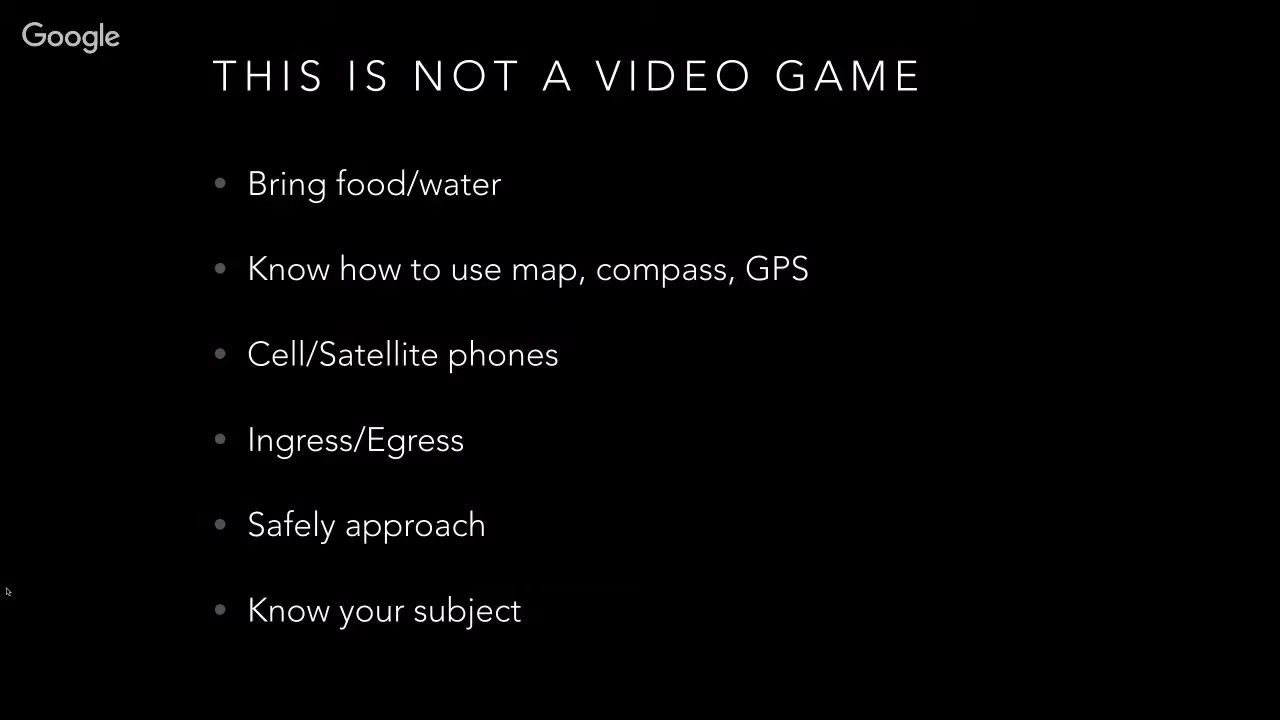 Google
THIS IS NOT A VIDEO GAME
• Bring food/water
• Know how to use map, compass, GPS
• Cell/Satellite phones
• Ingress/Egress
• Safely approach
• Know your subject